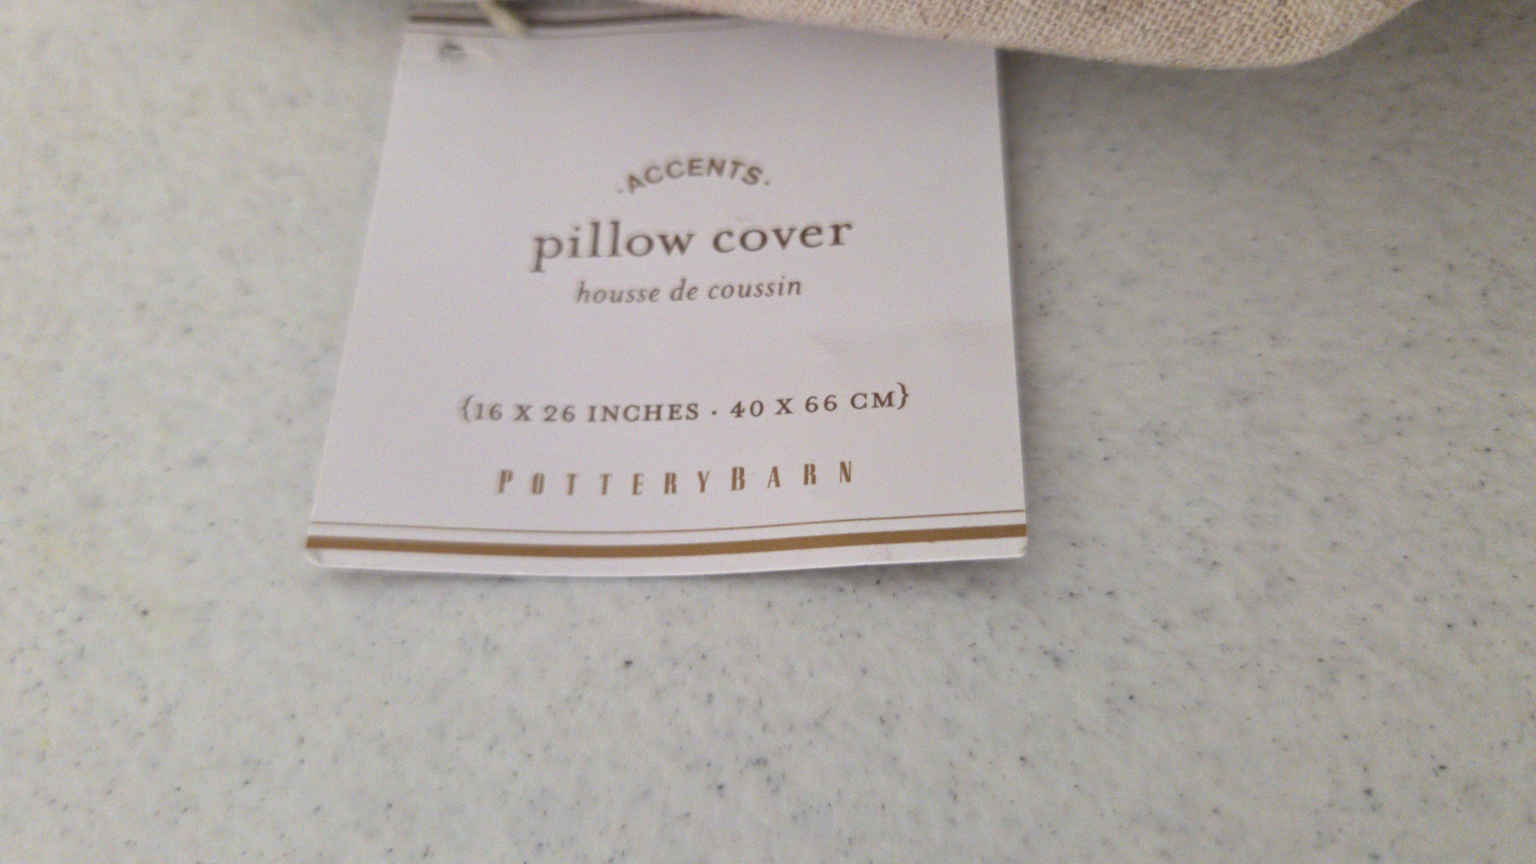 ·ACCENTS·
pillow cover
housse de coussin
{16 X 26 INCHES · 40 X 66 CM}
POTTERYBARN